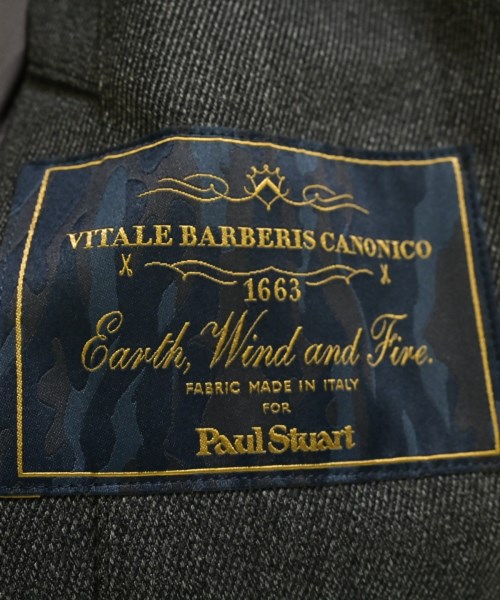 VITALE BARBERIS CANONICO
1663
Earth, Wind and Fire.
FABRIC MADE IN ITALY
FOR
Paul Stuart